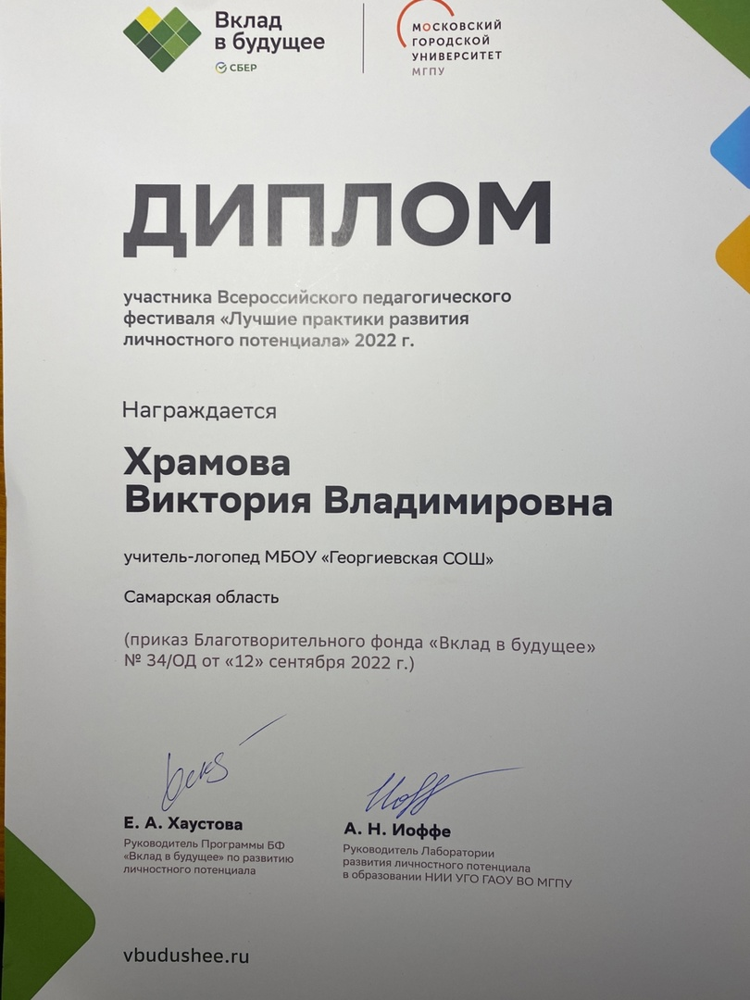 Вклад
в будущее
СБЕР
МОСКОВСКИЙ
ГОРОДСКОЙ
УНИВЕРСИТЕТ
МГПУ
ДИПЛОМ
участника Всероссийского педагогического
фестиваля «Лучшие практики развития
личностного потенциала» 2022 г.
Награждается
Храмова
Виктория Владимировна
учитель-логопед МБОУ «Георгиевская СОШ»
Самарская область
(приказ Благотворительного фонда «Вклад в будущее»
№ 34/ОД от «12» сентября 2022 г.)
Е. А. Хаустова
Руководитель Программы БФ
«Вклад в будущее» по развитию
личностного потенциала
А. Н. Иоффе
Руководитель Лаборатории
развития личностного потенциала
в образовании НИИ УГО ГАОУ ВО МГПУ
vbudushee.ru